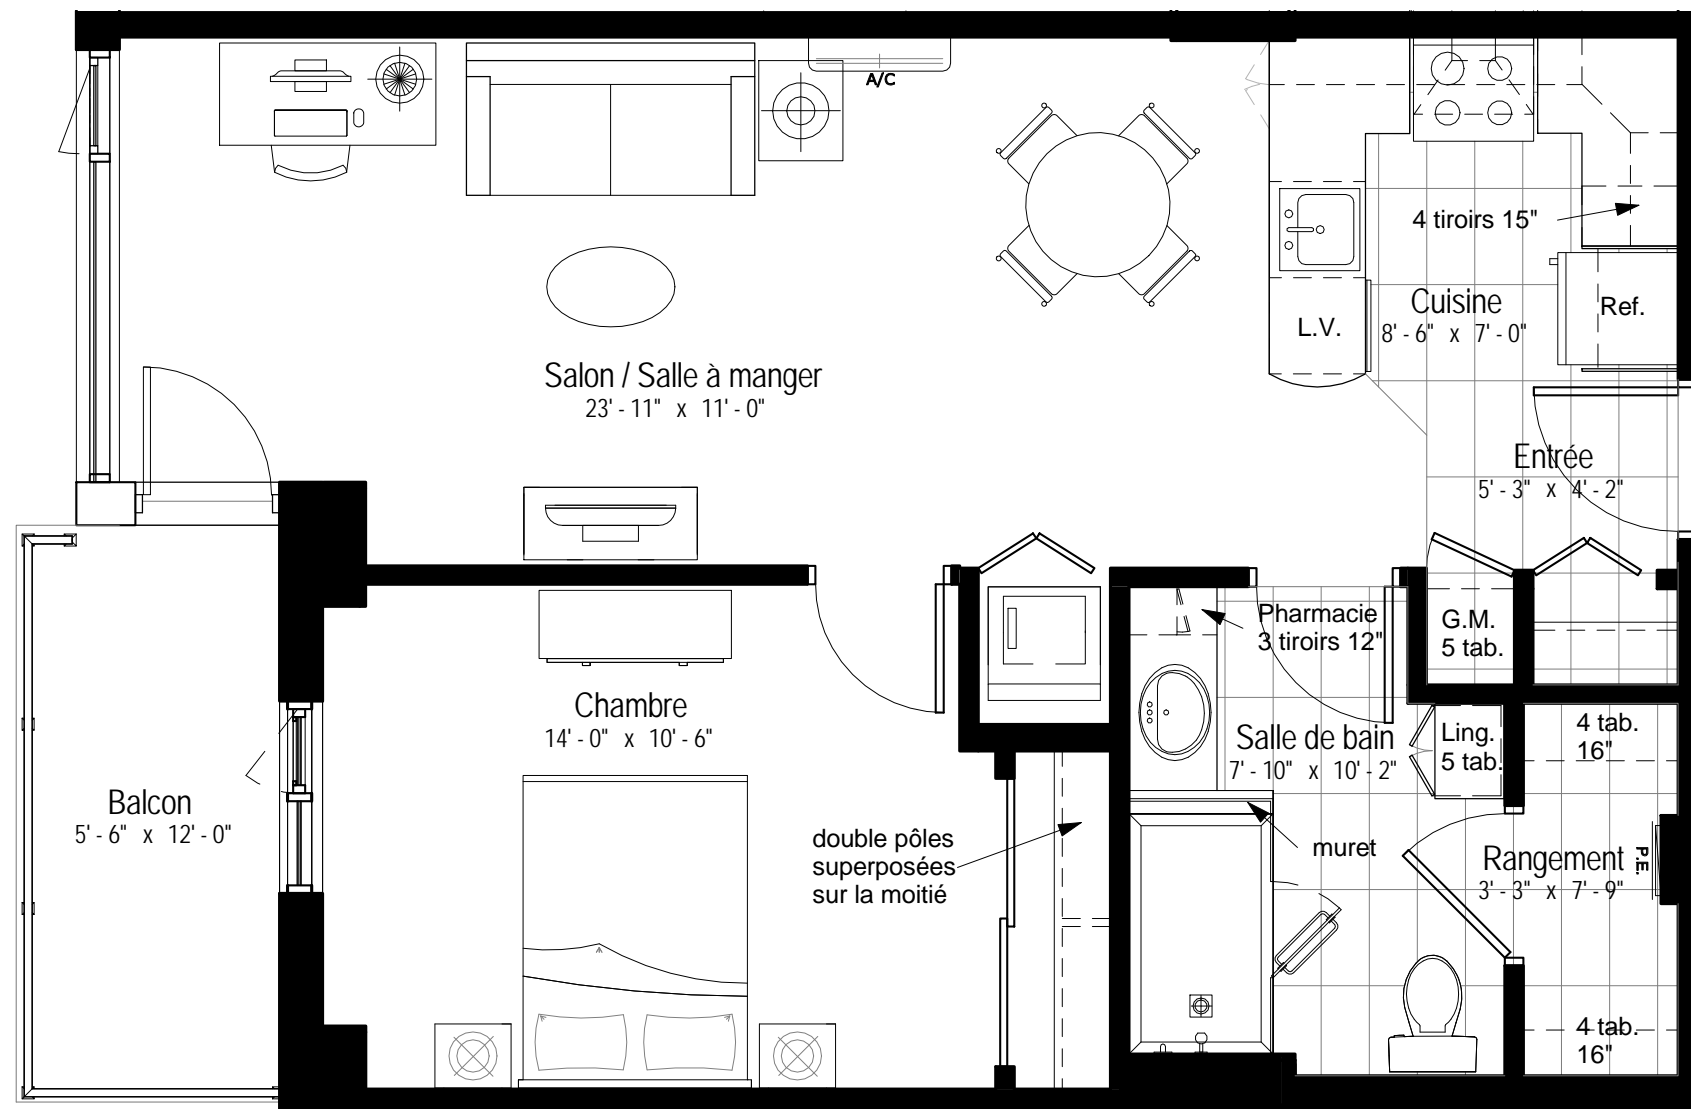 A/C
4 tiroirs 15"
Cuisine
8' - 6" x 7' - 0"
Ref.
L.V.
Salon / Salle à manger
23' - 11" x 11' - 0"
Entrée
5' - 3" x 4' - 2"
Pharmacie
3 tiroirs 12"
G.M.
5 tab.
Chambre
14' - 0" x 10' - 6"
Salle de bain
7' - 10" x 10' - 2"
Ling.
5 tab.
4 tab.
16"
Balcon
5' - 6" x 12' - 0"
double pôles
superposées
sur la moitié
muret
Rangement
3' - 3" x 7' - 9"
P.E.
4 tab.
16"